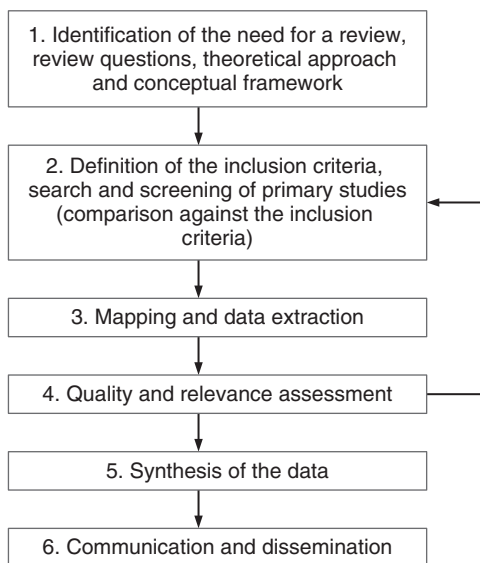 1. Identification of the need for a review,
review questions, theoretical approach
and conceptual framework
2. Definition of the inclusion criteria,
search and screening of primary studies
(comparison against the inclusion
criteria)
3. Mapping and data extraction
4. Quality and relevance assessment
5. Synthesis of the data
6. Communication and dissemination